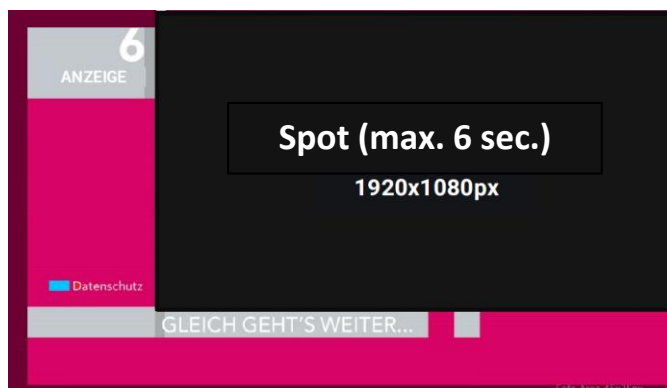 6
ANZEIGE
Spot (max. 6 sec.)
1920x1080px
Datenschutz
GLEICH GEHT'S WEITER...